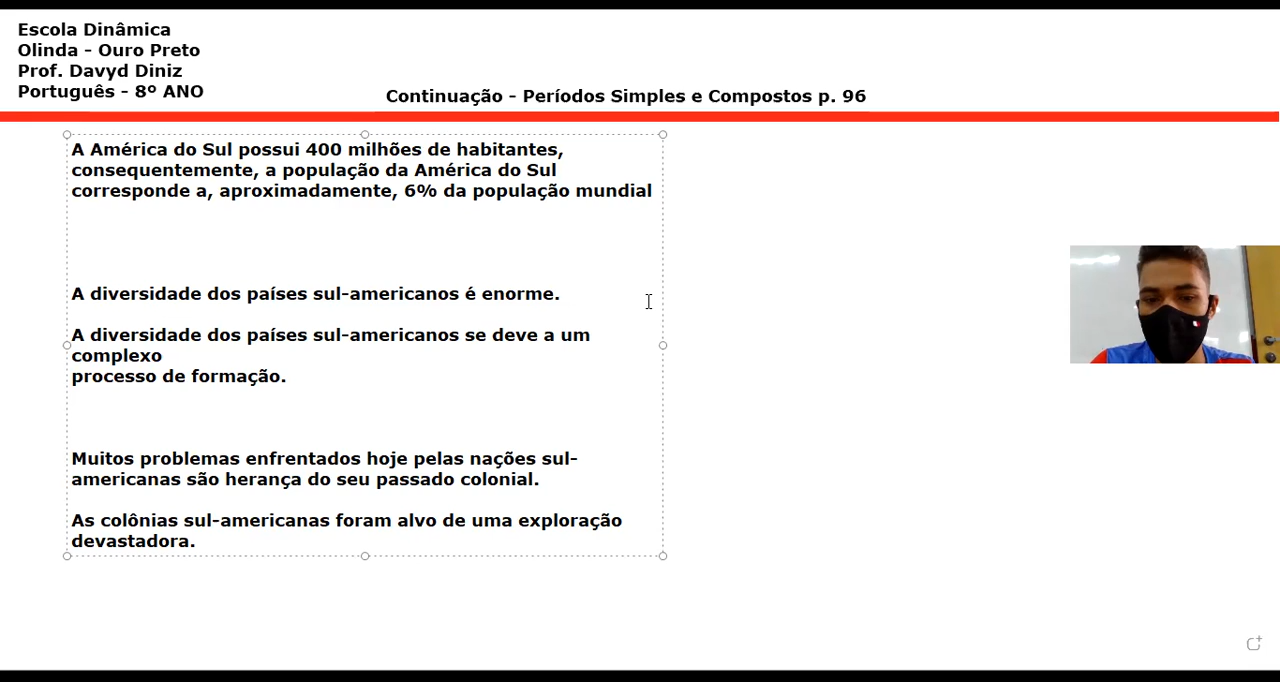 Escola Dinâmica
Olinda - Ouro Preto
Prof. Davyd Diniz
Português - 8º ANO
Continuação - Períodos Simples e Compostos p. 96
A América do Sul possui 400 milhões de habitantes,
consequentemente, a população da América do Sul
corresponde a, aproximadamente, 6% da população mundial
A diversidade dos países sul-americanos é enorme.
A diversidade dos países sul-americanos se deve a um
complexo
processo de formação.
Muitos problemas enfrentados hoje pelas nações sul-
americanas são herança do seu passado colonial.
As colônias sul-americanas foram alvo de uma exploração
devastadora.